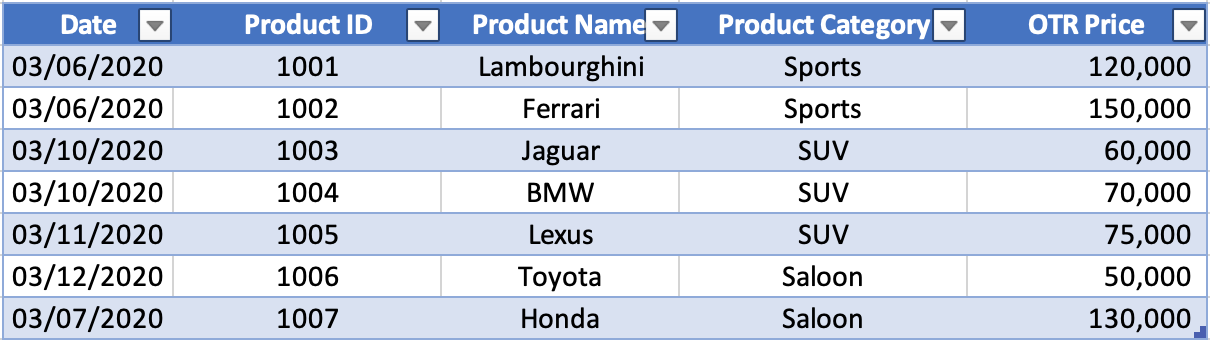 Date Product ID Product Name Product Category OTR Price
03/06/2020 1001 Lambourghini Sports 120,000
03/06/2020 1002 Ferrari Sports 150,000
03/10/2020 1003 Jaguar SUV 60,000
03/10/2020 1004 BMW SUV 70,000
03/11/2020 1005 Lexus SUV 75,000
03/12/2020 1006 Toyota Saloon 50,000
03/07/2020 1007 Honda Saloon 130,000